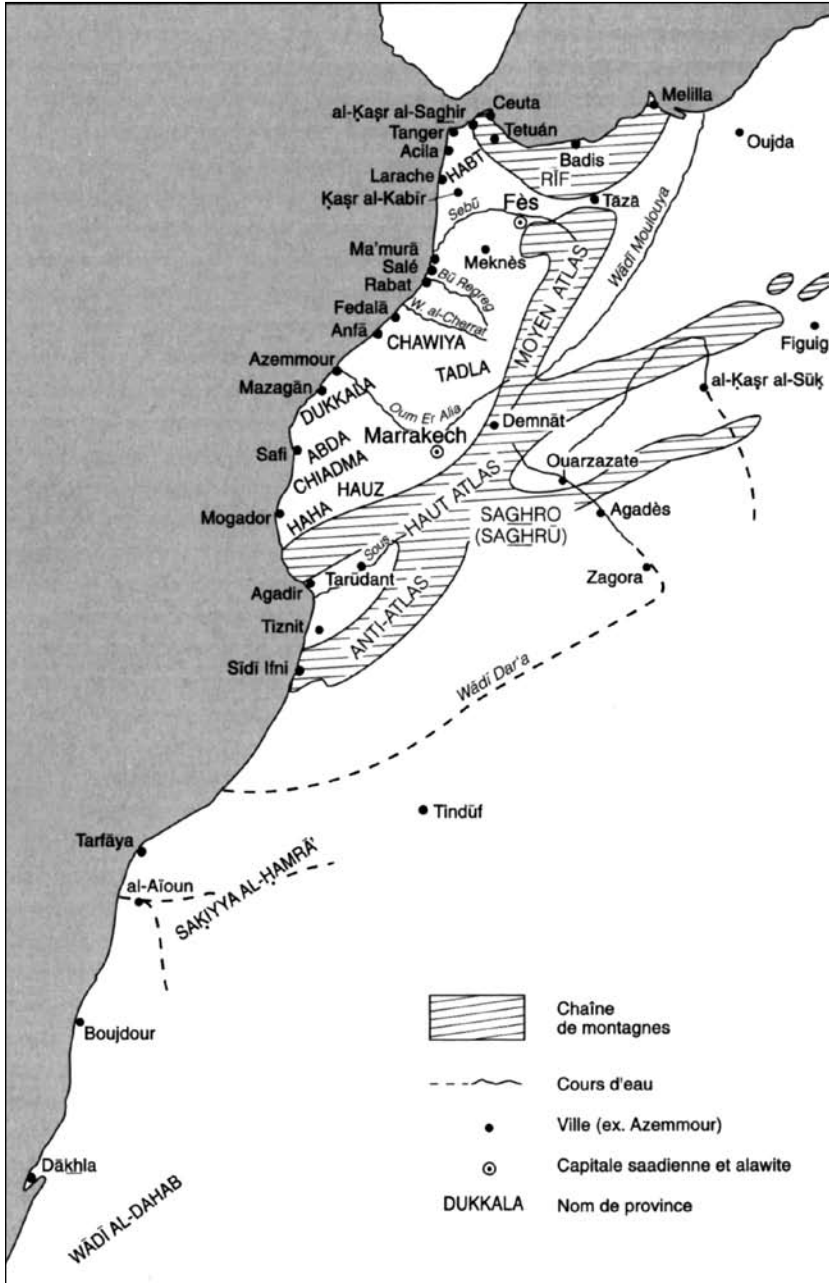 Ceuta
Melilla
al-Ḳaṣr al-Ṣaghir
Tanger
Tetuán
Oujda
Acila
Badis
HABT
Larache
RĪF
Ḳaṣr al-Kabīr
Tāzā
Fès
Sebū
Wādī Moulouya
Ma'murā
Meknès
Salé
Rabat
Bū Regreg
MOYEN ATLAS
Fedalā
W. al-Cherrat
Anfā
CHAWIYA
Figuig
Azemmour
TADLA
al-Ḳaṣr al-Sūḳ
Mazagán
DUKKALA
Oum Er Alia
Demnāt
Marrakech
Safi
ABDA
CHIADMA
Ouarzazate
HAUZ
HAUT ATLAS
Mogador
HAHA
SAGHRO
(SAGHRŪ)
Agadès
Sous
Tarūdant
Zagora
Agadir
Tiznit
ANTI-ATLAS
Sīdī Ifni
Wādī Dar'a
Tindūf
Tarfāya
al-Aïoun
SAḲIYYA AL-ḤAMRĀ'
Boujdour
Chaîne
de montagnes
Cours d'eau
Ville (ex. Azemmour)
Dākhla
Capitale saadienne et alawite
WĀDĪ AL-DAHAB
DUKKALA Nom de province